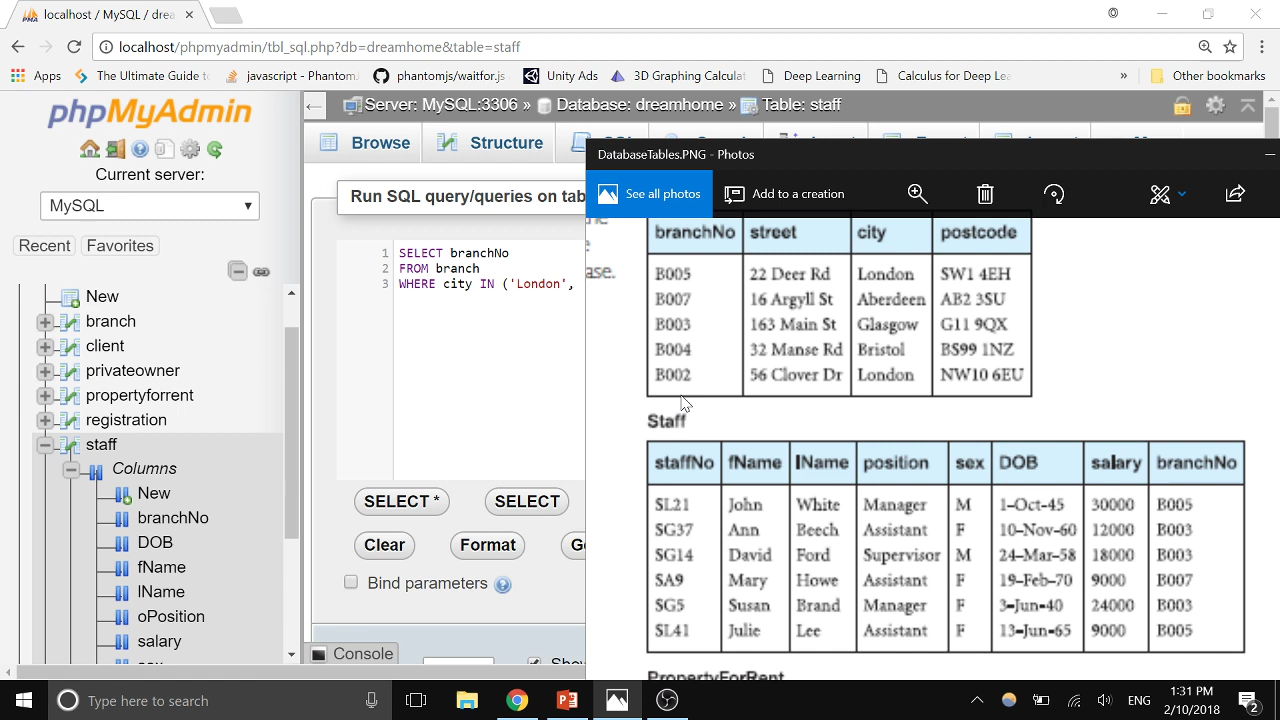 localhost / MySQL / drea
localhost/phpmyadmin/tbl_sql.php?db=dreamhome&table=staff
Apps The Ultimate Guide to javascript - Phantom phantomjs/waitfor.js Unity Ads 3D Graphing Calculat Deep Learning Calculus for Deep Lea » Other bookmarks
phpMyAdmin
Server: MySQL:3306 » Database: dreamhome » Table: staff
Current server:
MySQL
Recent Favorites
New
branch
client
privateowner
propertyforrent
registration
staff
Columns
New
branchNo
DOB
fName
lName
oPosition
salary
Browse Structure
Run SQL query/queries on tab
1 SELECT branchNo
2 FROM branch
3 WHERE city IN ('London',
SELECT * SELECT
Clear Format
Bind parameters
Console
DatabaseTables.PNG - Photos
See all photos Add to a creation
ase.
branchNo street city postcode
B005 22 Deer Rd London SW1 4EH
B007 16 Argyll St Aberdeen AB2 3SU
B003 163 Main St Glasgow G11 9QX
B004 32 Manse Rd Bristol BS99 1NZ
B002 56 Clover Dr London NW10 6EU
Staff
staffNo fName lName position sex DOB salary branchNo
SL21 John White Manager M 1-Oct-45 30000 B005
SG37 Ann Beech Assistant F 10-Nov-60 12000 B003
SG14 David Ford Supervisor M 24-Mar-58 18000 B003
SA9 Mary Howe Assistant F 19-Feb-70 9000 B007
SG5 Susan Brand Manager F 3-Jun-40 24000 B003
SL41 Julie Lee Assistant F 13-Jun-65 9000 B005
PropertyForRent
Type here to search
ENG
1:31 PM
2/10/2018
2